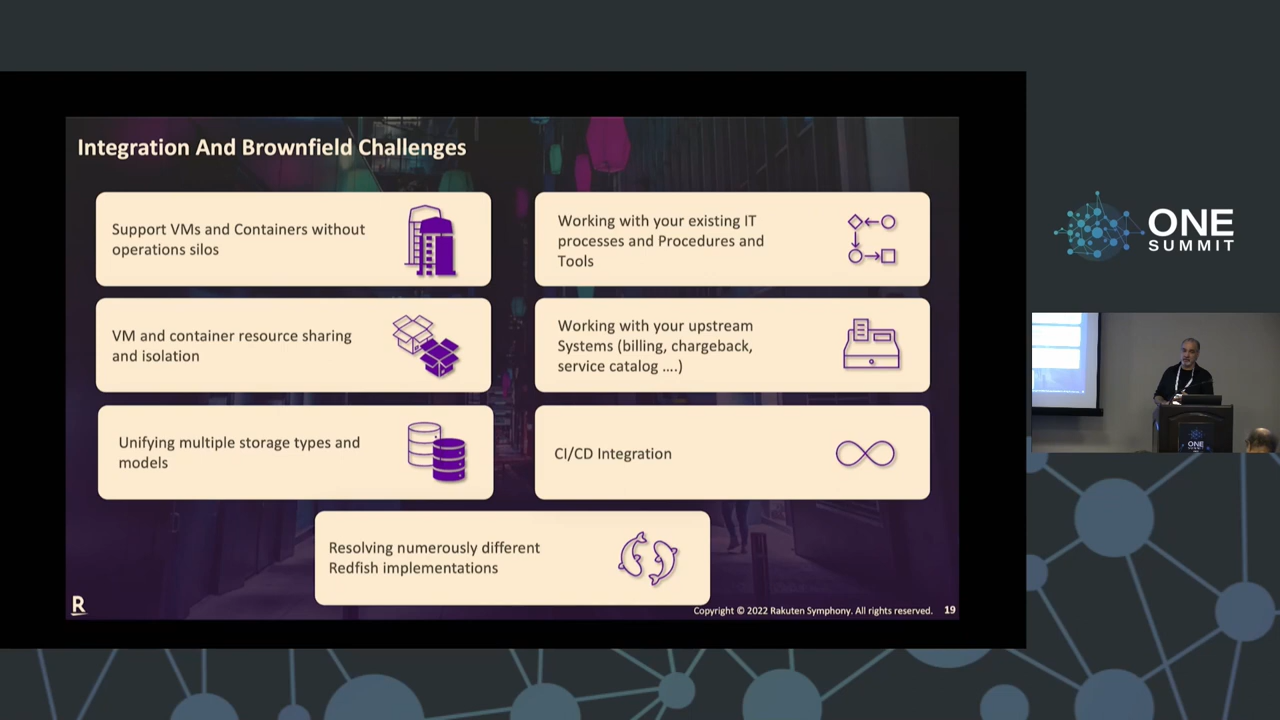 Integration And Brownfield Challenges
Support VMs and Containers without
operations silos
Working with your existing IT
processes and Procedures and
Tools
VM and container resource sharing
and isolation
Working with your upstream
Systems (billing, chargeback,
service catalog ....)
Unifying multiple storage types and
models
CI/CD Integration
Resolving numerously different
Redfish implementations
R
Copyright © 2022 Rakuten Symphony. All rights reserved. 19
ONE
SUMMIT
ONE